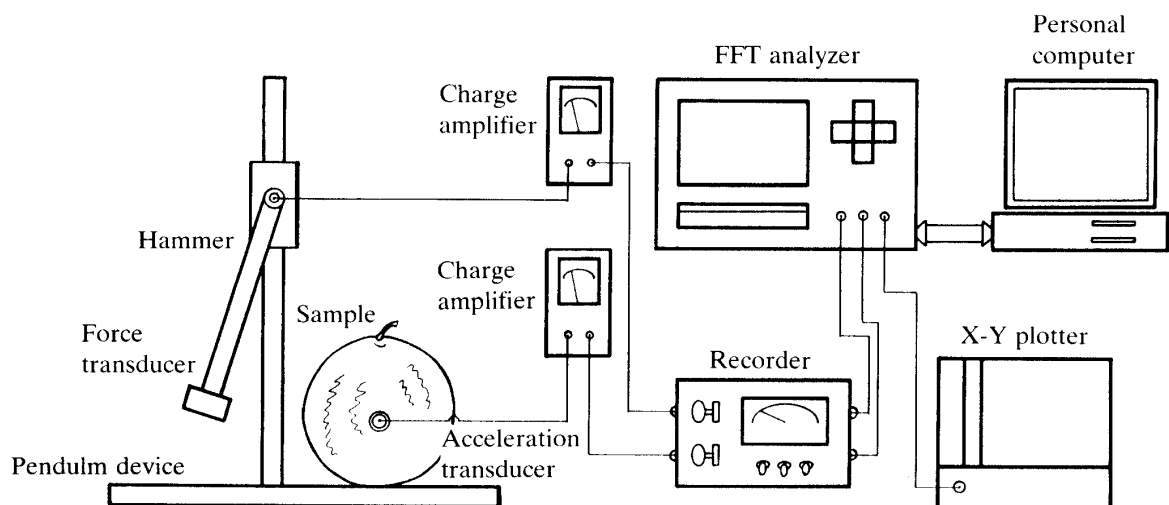 Personal
computer
FFT analyzer
Charge
amplifier
Hammer
Charge
amplifier
Sample
Force
transducer
X-Y plotter
Recorder
Acceleration
transducer
Pendulm device